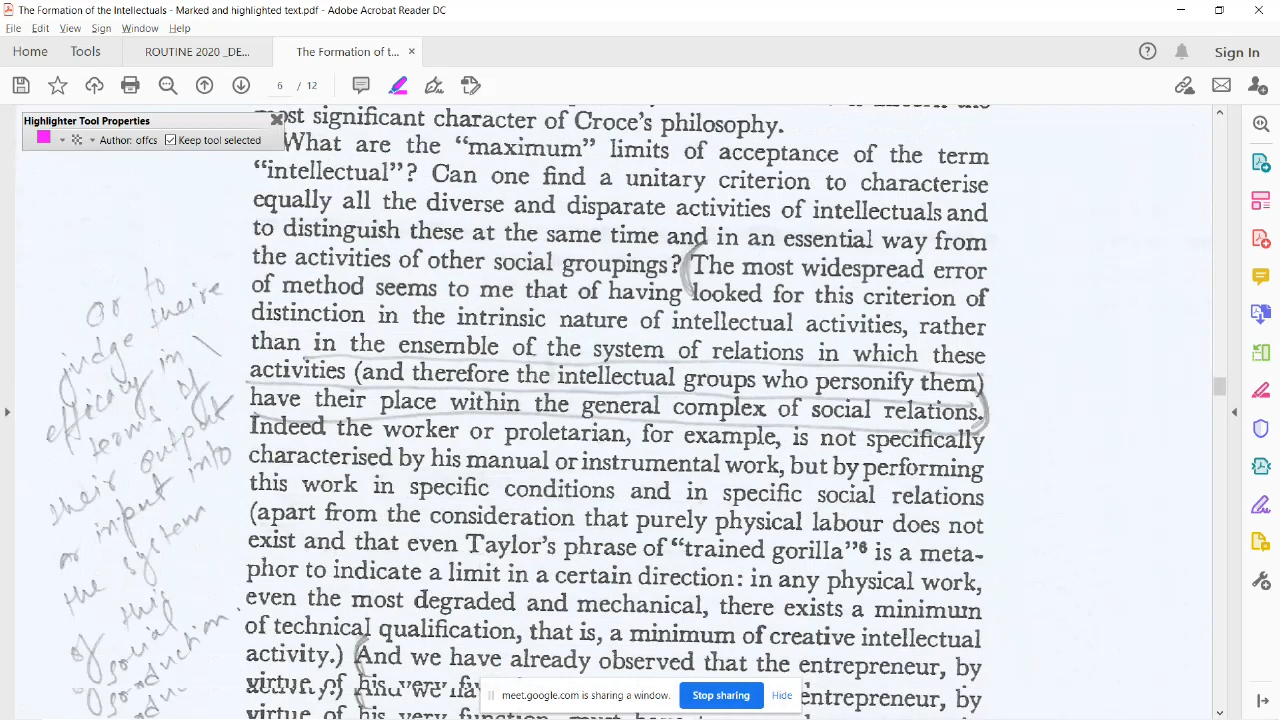 The Formation of the Intellectuals - Marked and highlighted text.pdf - Adobe Acrobat Reader DC
File Edit View Sign Window Help
Home Tools ROUTINE 2020 _DE... The Formation of t... × Sign In
6 / 12
Highlighter Tool Properties
Author: offcs Keep tool selected
most significant character of Croce's philosophy.
What are the “maximum” limits of acceptance of the term
“intellectual”? Can one find a unitary criterion to characterise
equally all the diverse and disparate activities of intellectuals and
to distinguish these at the same time and in an essential way from
the activities of other social groupings? The most widespread error
of method seems to me that of having looked for this criterion of
distinction in the intrinsic nature of intellectual activities, rather
than in the ensemble of the system of relations in which these
activities (and therefore the intellectual groups who personify them)
have their place within the general complex of social relations.
Indeed the worker or proletarian, for example, is not specifically
characterised by his manual or instrumental work, but by performing
this work in specific conditions and in specific social relations
(apart from the consideration that purely physical labour does not
exist and that even Taylor's phrase of “trained gorilla”⁶ is a meta-
phor to indicate a limit in a certain direction: in any physical work,
even the most degraded and mechanical, there exists a minimum
of technical qualification, that is, a minimum of creative intellectual
activity.) And we have already observed that the entrepreneur, by
virtue of his very
entrepreneur, by
virtue of his very function, must have
Or to
judge their
efficacy in
terms of
their output
or input into
the system
of this
social
production
meet.google.com is sharing a window. Stop sharing Hide